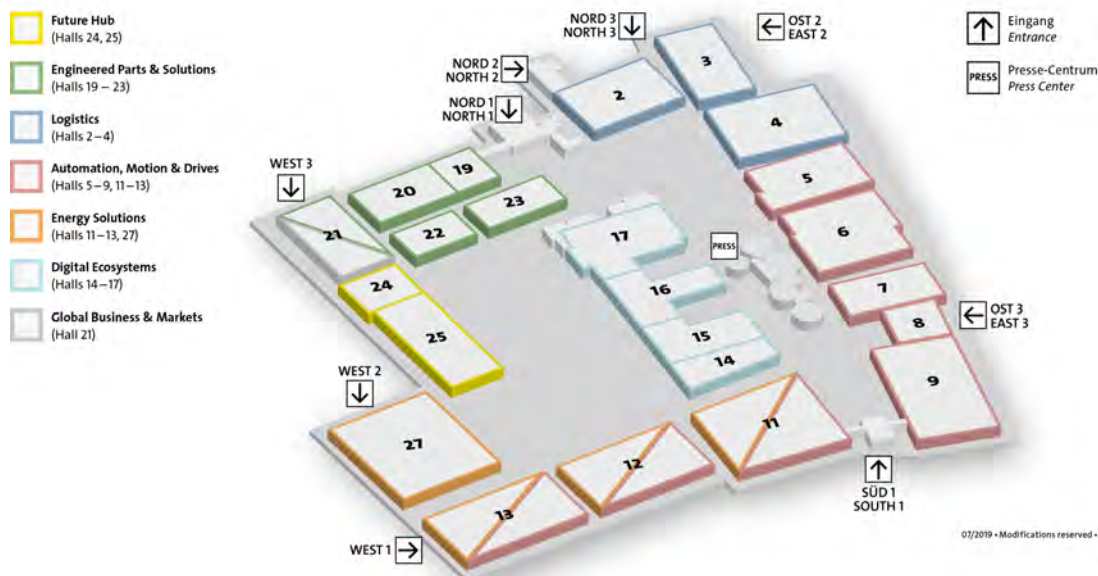 Future Hub
(Halls 24, 25)
Engineered Parts & Solutions
(Halls 19 – 23)
Logistics
(Halls 2 – 4)
Automation, Motion & Drives
(Halls 5 – 9, 11 – 13)
Energy Solutions
(Halls 11 – 13, 27)
Digital Ecosystems
(Halls 14 – 17)
Global Business & Markets
(Hall 21)
NORD 3
NORTH 3
OST 2
EAST 2
Eingang
Entrance
NORD 2
NORTH 2
PRESS
Presse-Centrum
Press Center
NORD 1
NORTH 1
WEST 3
3
2
4
19
20
5
23
21
22
17
6
PRESS
24
16
7
8
OST 3
EAST 3
25
15
14
9
WEST 2
11
27
12
13
SÜD 1
SOUTH 1
WEST 1
07/2019 • Modifications reserved •